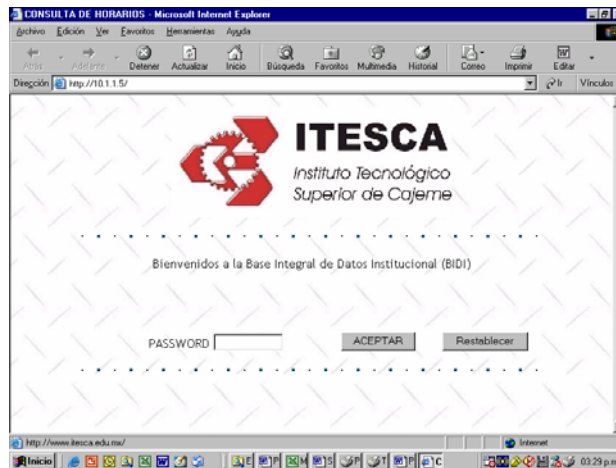 CONSULTA DE HORARIOS - Microsoft Internet Explorer
Archivo Edición Ver Favoritos Herramientas Ayuda
Atrás Adelante Detener Actualizar Inicio Búsqueda Favoritos Multimedia Historial Correo Imprimir Editar
Dirección http://10.1.1.5/ Ir Vínculos
ITESCA
Instituto Tecnológico
Superior de Cajeme
Bienvenidos a la Base Integral de Datos Institucional (BIDI)
PASSWORD ACEPTAR Restablecer
http://www.itesca.edu.mx/ Internet
Inicio 03:29 p.m.